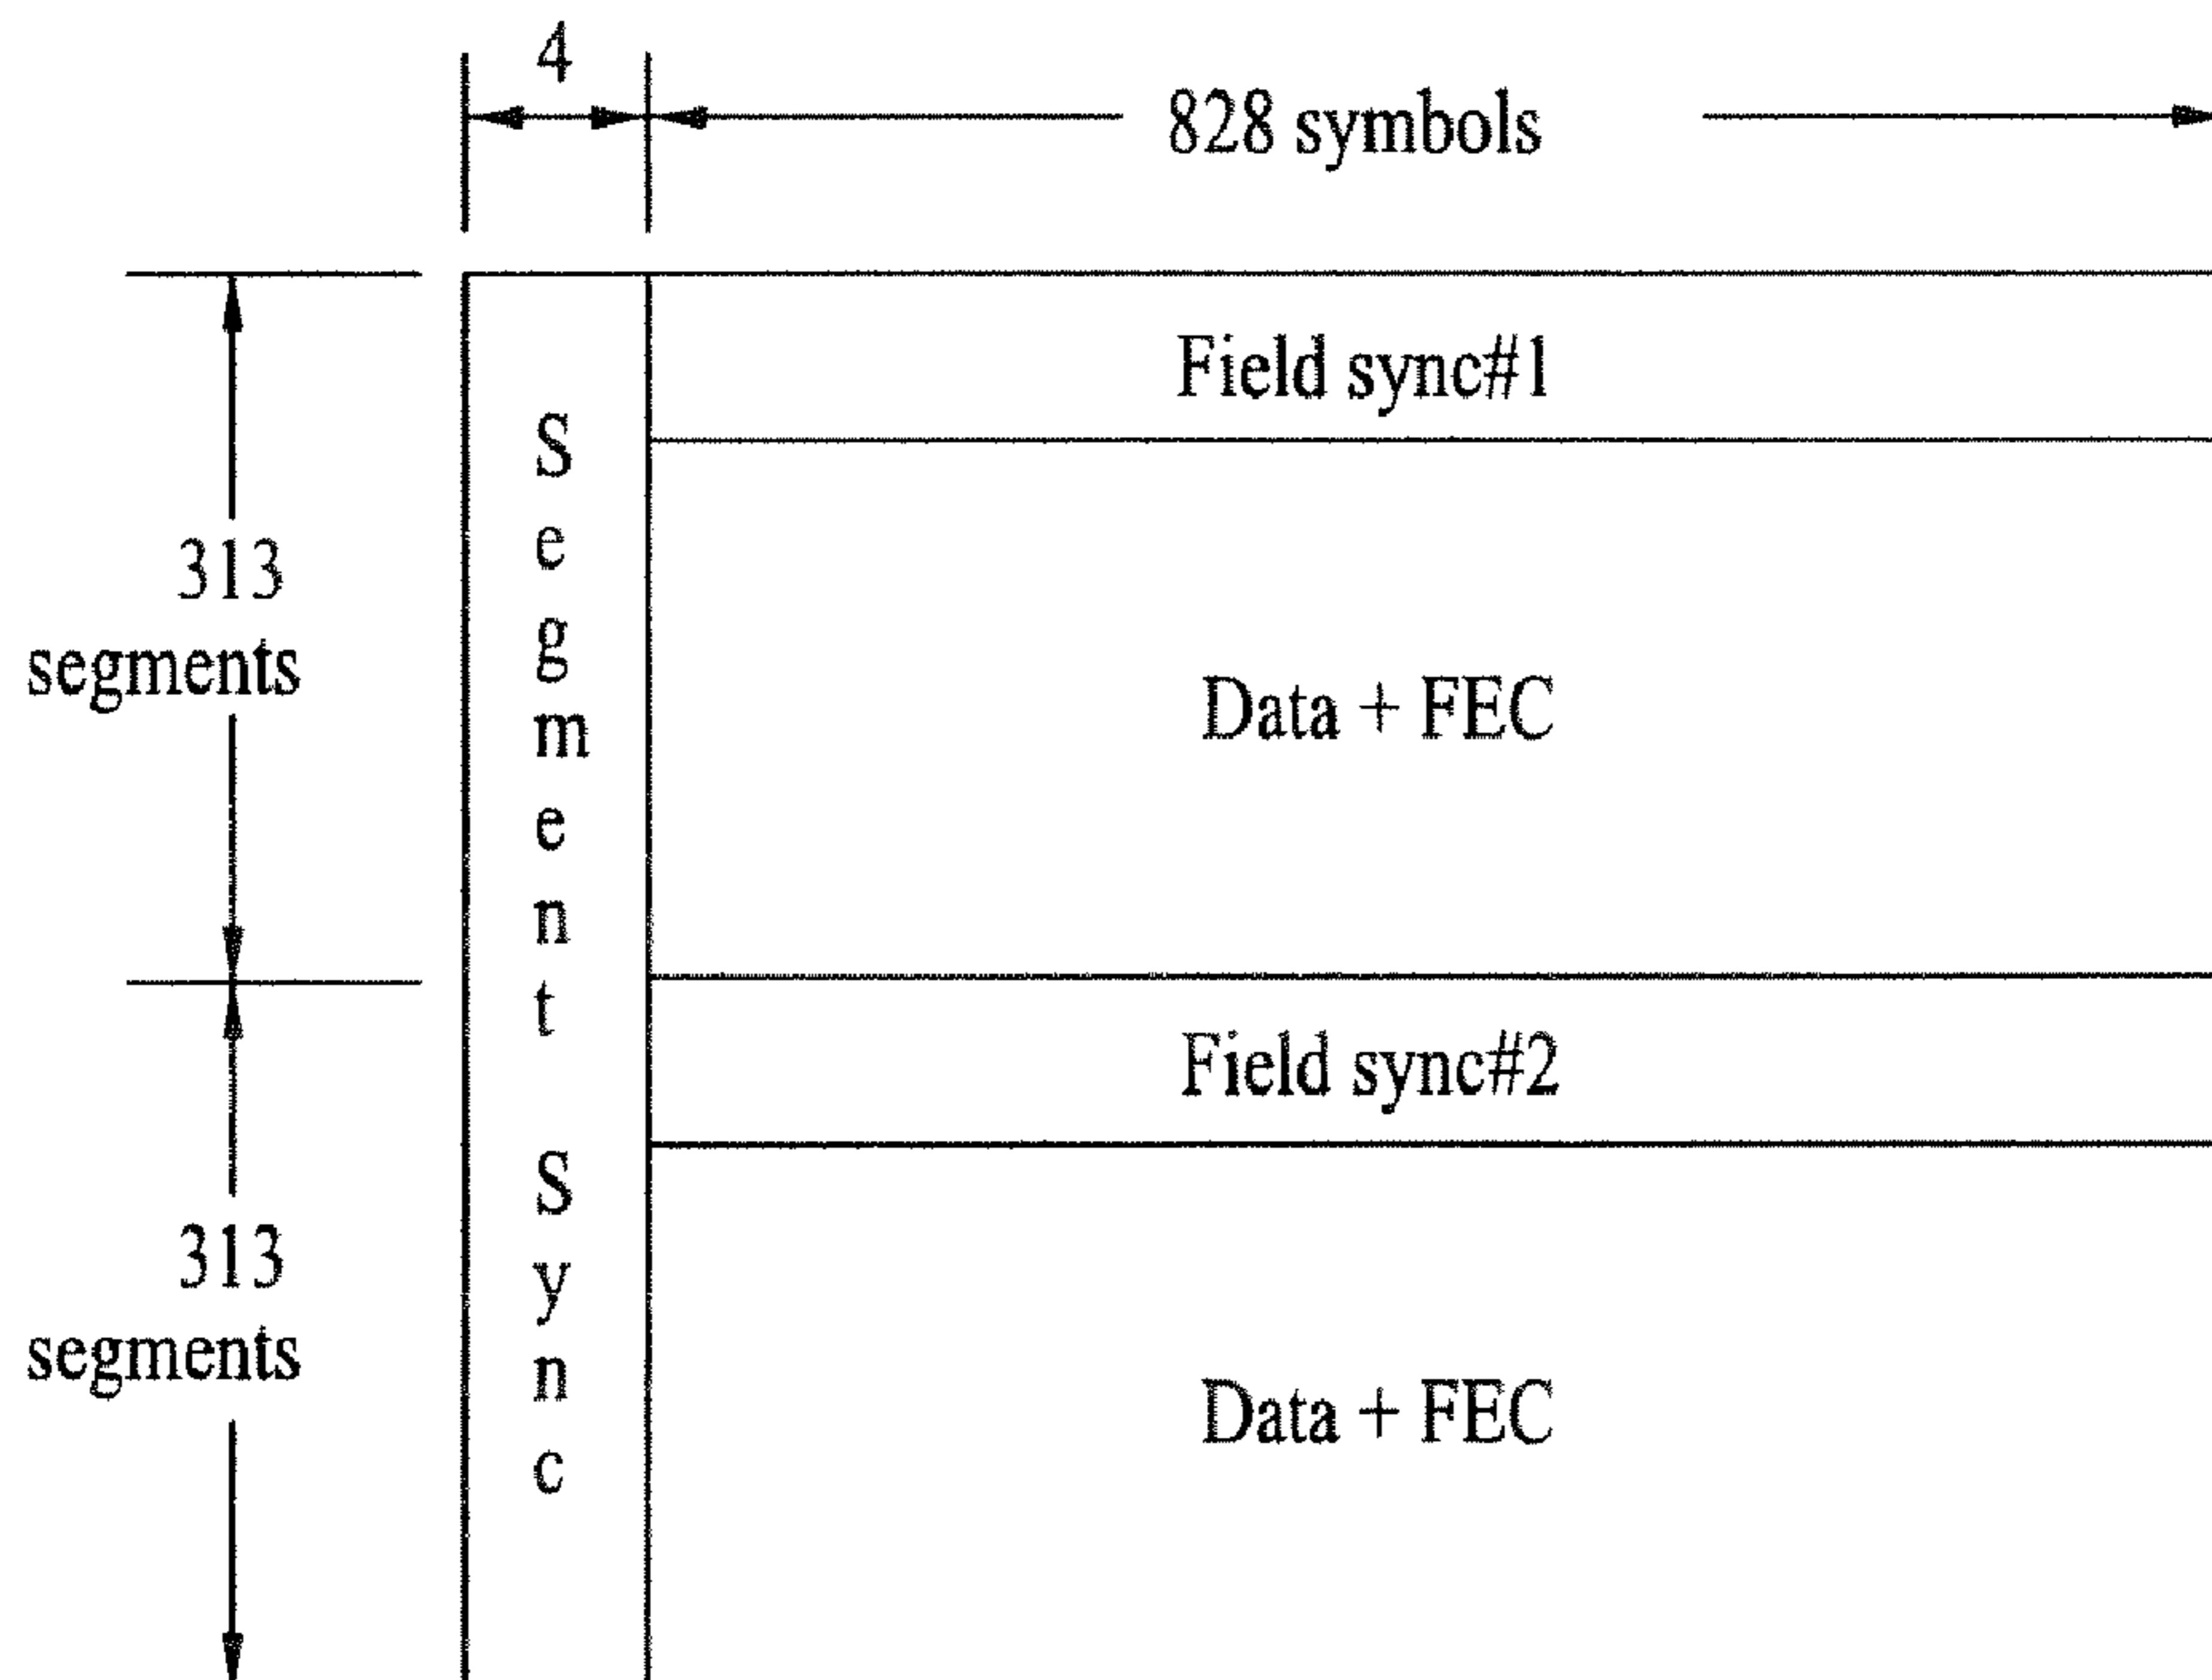 4
828 symbols
Field sync#1
313
segments
Data + FEC
Segment Sync
Field sync#2
313
segments
Data + FEC